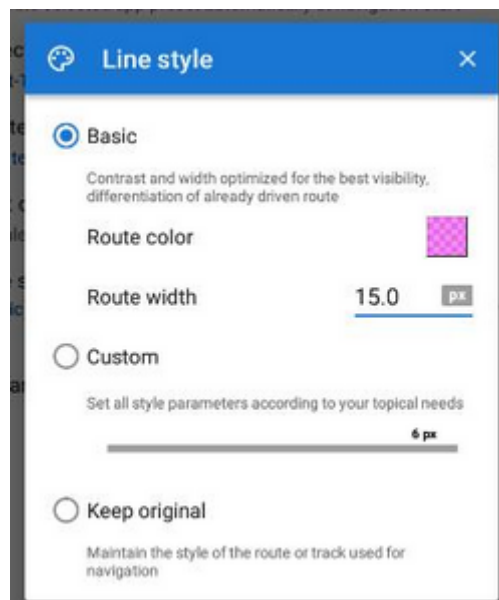 Line style
Basic
Contrast and width optimized for the best visibility,
differentiation of already driven route
Route color
Route width 15.0 px
Custom
Set all style parameters according to your topical needs
6 px
Keep original
Maintain the style of the route or track used for
navigation